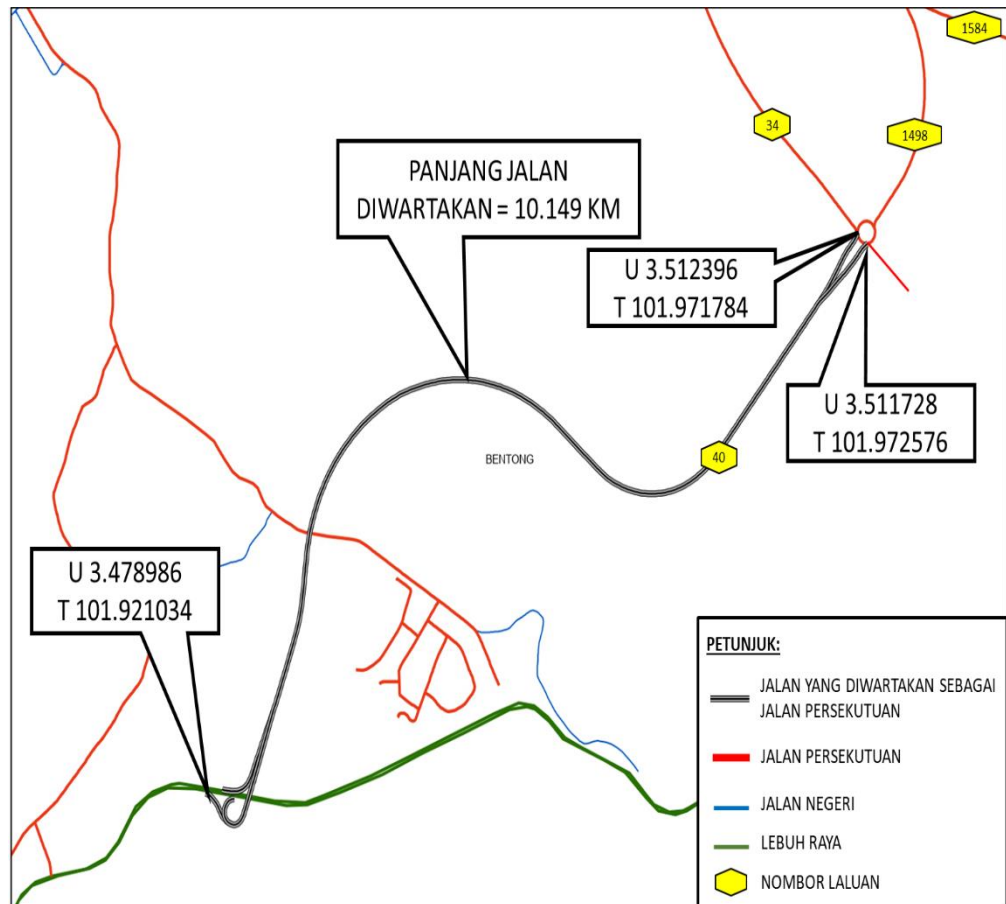 1584
34
1498
PANJANG JALAN
DIWARTAKAN = 10.149 KM
U 3.512396
T 101.971784
U 3.511728
T 101.972576
BENTONG
40
U 3.478986
T 101.921034
PETUNJUK:
JALAN YANG DIWARTAKAN SEBAGAI
JALAN PERSEKUTUAN
JALAN PERSEKUTUAN
JALAN NEGERI
LEBUH RAYA
NOMBOR LALUAN